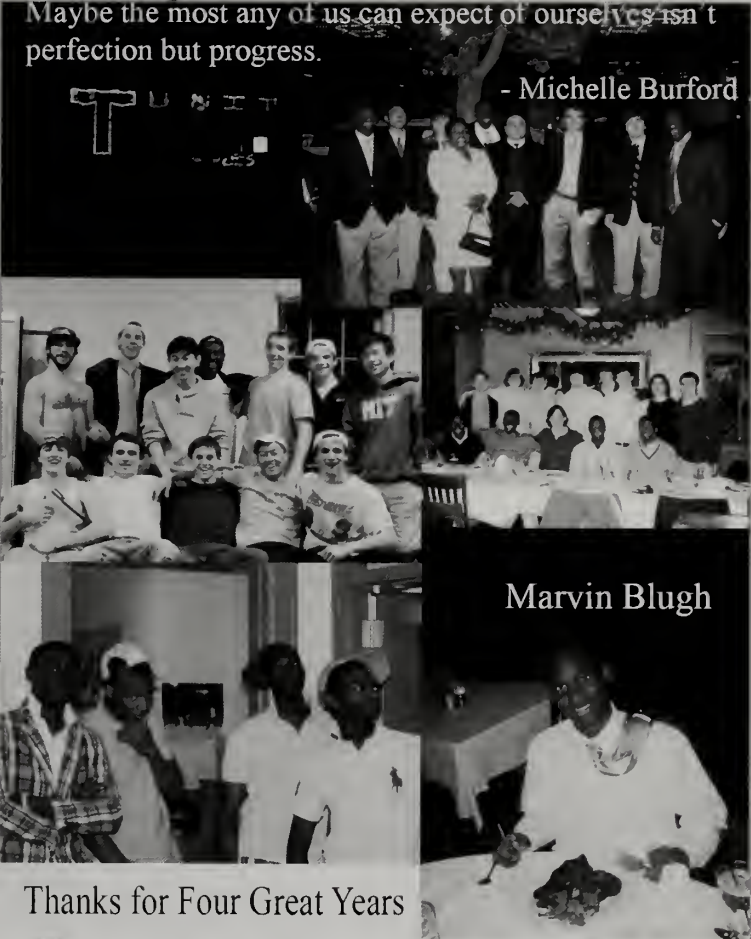 Maybe the most any of us can expect of ourselves isn't
perfection but progress.
- Michelle Burford
T UNIT
Marvin Blugh
Thanks for Four Great Years